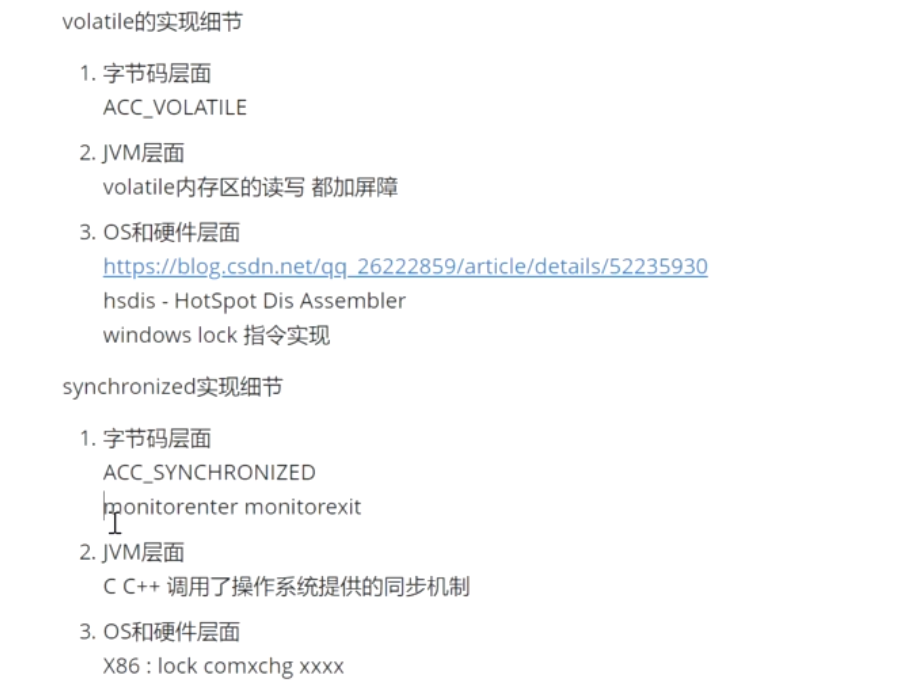 volatile的实现细节
1. 字节码层面
ACC_VOLATILE
2. JVM层面
volatile内存区的读写 都加屏障
3. OS和硬件层面
https://blog.csdn.net/qq_26222859/article/details/52235930
hsdis - HotSpot Dis Assembler
windows lock 指令实现
synchronized实现细节
1. 字节码层面
ACC_SYNCHRONIZED
monitorenter monitorexit
2. JVM层面
C C++ 调用了操作系统提供的同步机制
3. OS和硬件层面
X86 : lock comxchg xxxx